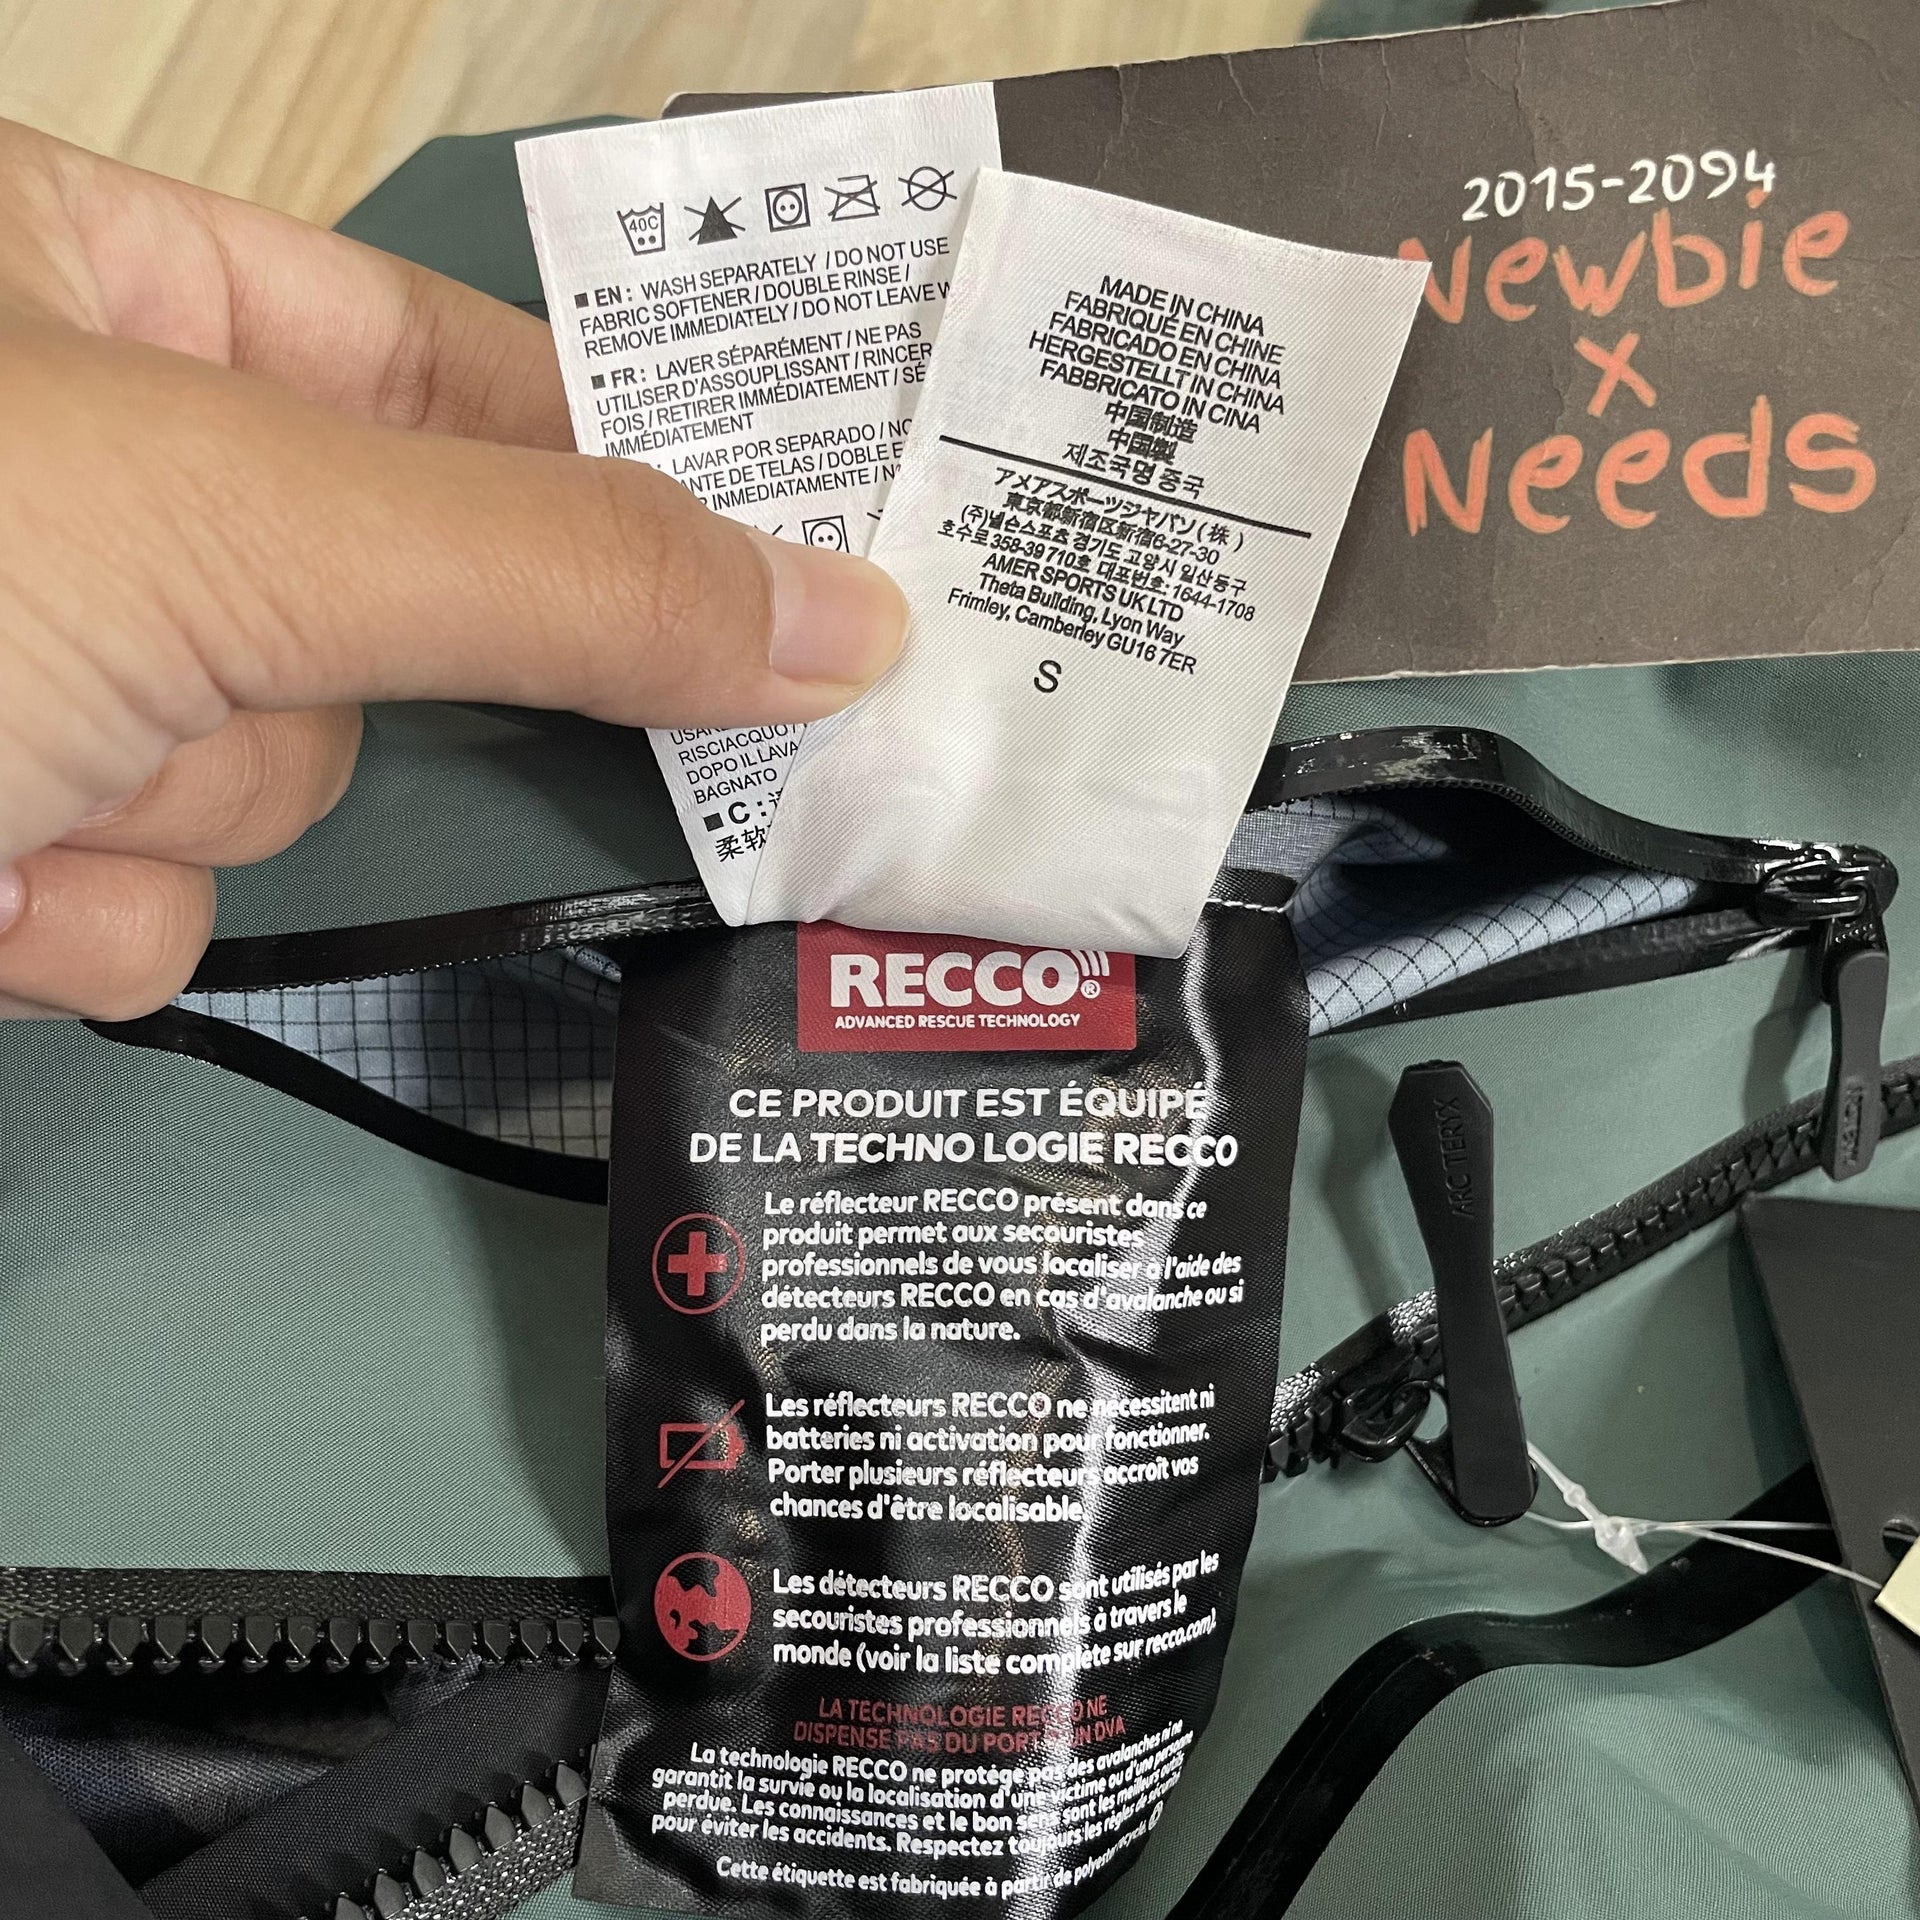 2015-2094
Newbie
x
Needs
40C
EN : WASH SEPARATELY / DO NOT USE
FABRIC SOFTENER / DOUBLE RINSE /
REMOVE IMMEDIATELY / DO NOT LEAVE
FR : LAVER SÉPARÉMENT / NE PAS
UTILISER D'ASSOUPLISSANT / RINCER
FOIS / RETIRER IMMÉDIATEMENT /
IMMÉDIATEMENT
: LAVAR POR SEPARADO /
DE TELAS / DOBLE
INMEDIATAMENTE /
RISCIACQUO
DOPO IL
BAGNATO
C :
柔软
MADE IN CHINA
FABRIQUÉ EN CHINE
FABRICADO EN CHINA
HERGESTELLT IN CHINA
FABBRICATO IN CINA
中国制造
中国製
제조국명 중국
アメアスポーツジャパン ( 株 )
東京都新宿区新宿6-27-30
(주)넬슨스포츠 경기도 고양시 일산동구
호수로 358-39 710호 대표번호: 1644-1708
AMER SPORTS UK LTD
Theta Building, Lyon Way
Frimley, Camberley GU16 7ER
S
RECCO®
ADVANCED RESCUE TECHNOLOGY
CE PRODUIT EST ÉQUIPÉ
DE LA TECHNO LOGIE RECCO
Le réflecteur RECCO présent dans ce
produit permet aux secouristes
professionnels de vous localiser à l'aide des
détecteurs RECCO en cas d'avalanche ou si
perdu dans la nature.
Les réflecteurs RECCO ne nécessitent ni
batteries ni activation pour fonctionner.
Porter plusieurs réflecteurs accroît vos
chances d'être localisable.
Les détecteurs RECCO sont utilisés par les
secouristes professionnels à travers le
monde (voir la liste complète sur recco.com).
LA TECHNOLOGIE RECCO NE
DISPENSE PAS DU PORT D'UN DVA
La technologie RECCO ne protège pas des avalanches ni ne
garantit la survie ou la localisation d'une victime ou d'une personne
perdue. Les connaissances et le bon sens sont les meilleurs outils
pour éviter les accidents. Respectez toujours les règles de sécurité.
Cette étiquette est fabriquée à partir de polyester recyclé.
ARC'TERYX